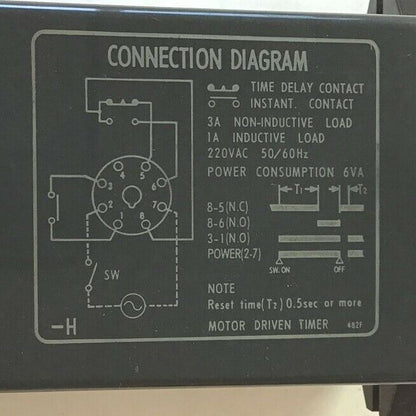 CONNECTION DIAGRAM
TIME DELAY CONTACT
INSTANT. CONTACT
3A NON-INDUCTIVE LOAD
1A INDUCTIVE LOAD
220VAC 50/60Hz
POWER CONSUMPTION 6VA
T1 T2
8-5(N.C)
8-6(N.O)
3-1(N.O)
POWER(2-7)
SW. ON OFF
4 5
3 6
2 7
1 8
SW
NOTE
Reset time(T2) 0.5sec or more
-H MOTOR DRIVEN TIMER 482F